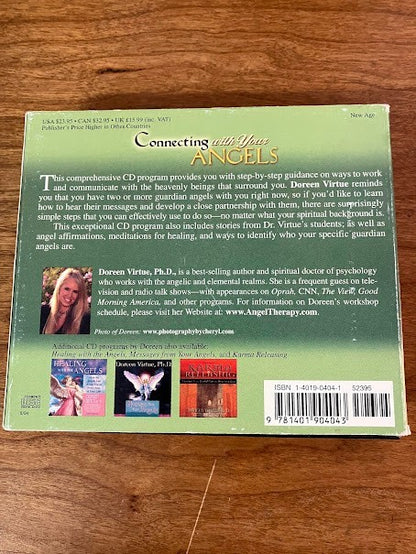 USA $23.95 • CAN $32.95 • UK £15.99 (inc. VAT)
New Age
Publisher's Price Higher in Other Countries
Connecting with Your
ANGELS
This comprehensive CD program provides you with step-by-step guidance on ways to work
and communicate with the heavenly beings that surround you. Doreen Virtue reminds
you that you have two or more guardian angels with you right now, so if you'd like to learn
how to hear their messages and develop a close partnership with them, there are surprisingly
simple steps that you can effectively use to do so—no matter what your spiritual background is.
This exceptional CD program also includes stories from Dr. Virtue's students; as well as
angel affirmations, meditations for healing, and ways to identify who your specific guardian
angels are.
Doreen Virtue, Ph.D., is a best-selling author and spiritual doctor of psychology
who works with the angelic and elemental realms. She is a frequent guest on tele-
vision and radio talk shows—with appearances on Oprah, CNN, The View, Good
Morning America, and other programs. For information on Doreen's workshop
schedule, please visit her Website at: www.AngelTherapy.com.
Photo of Doreen: www.photographybycheryl.com
Additional CD programs by Doreen also available:
Healing with the Angels, Messages from Your Angels, and Karma Releasing
HEALING
WITH THE
ANGELS
Doreen Virtue, Ph.D.
KARMA
RELEASING
ISBN 1-4019-0404-1
52395
9 781401 904043